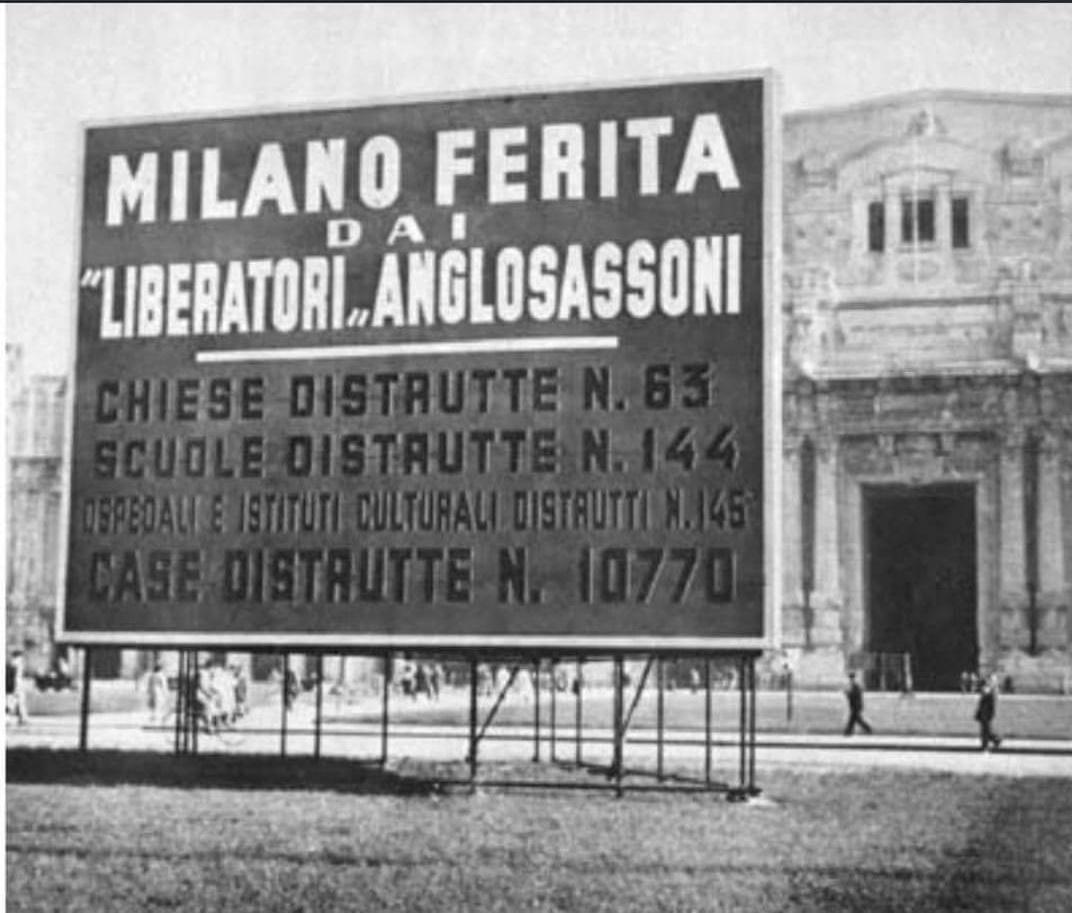 MILANO FERITA
DAI
"LIBERATORI„ ANGLOSASSONI
CHIESE DISTRUTTE N. 63
SCUOLE DISTRUTTE N. 144
OSPEDALI E ISTITUTI CULTURALI DISTRUTTI N. 145
CASE DISTRUTTE N. 10770